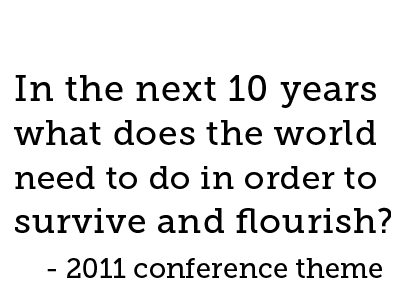 In the next 10 years
what does the world
need to do in order to
survive and flourish?
- 2011 conference theme